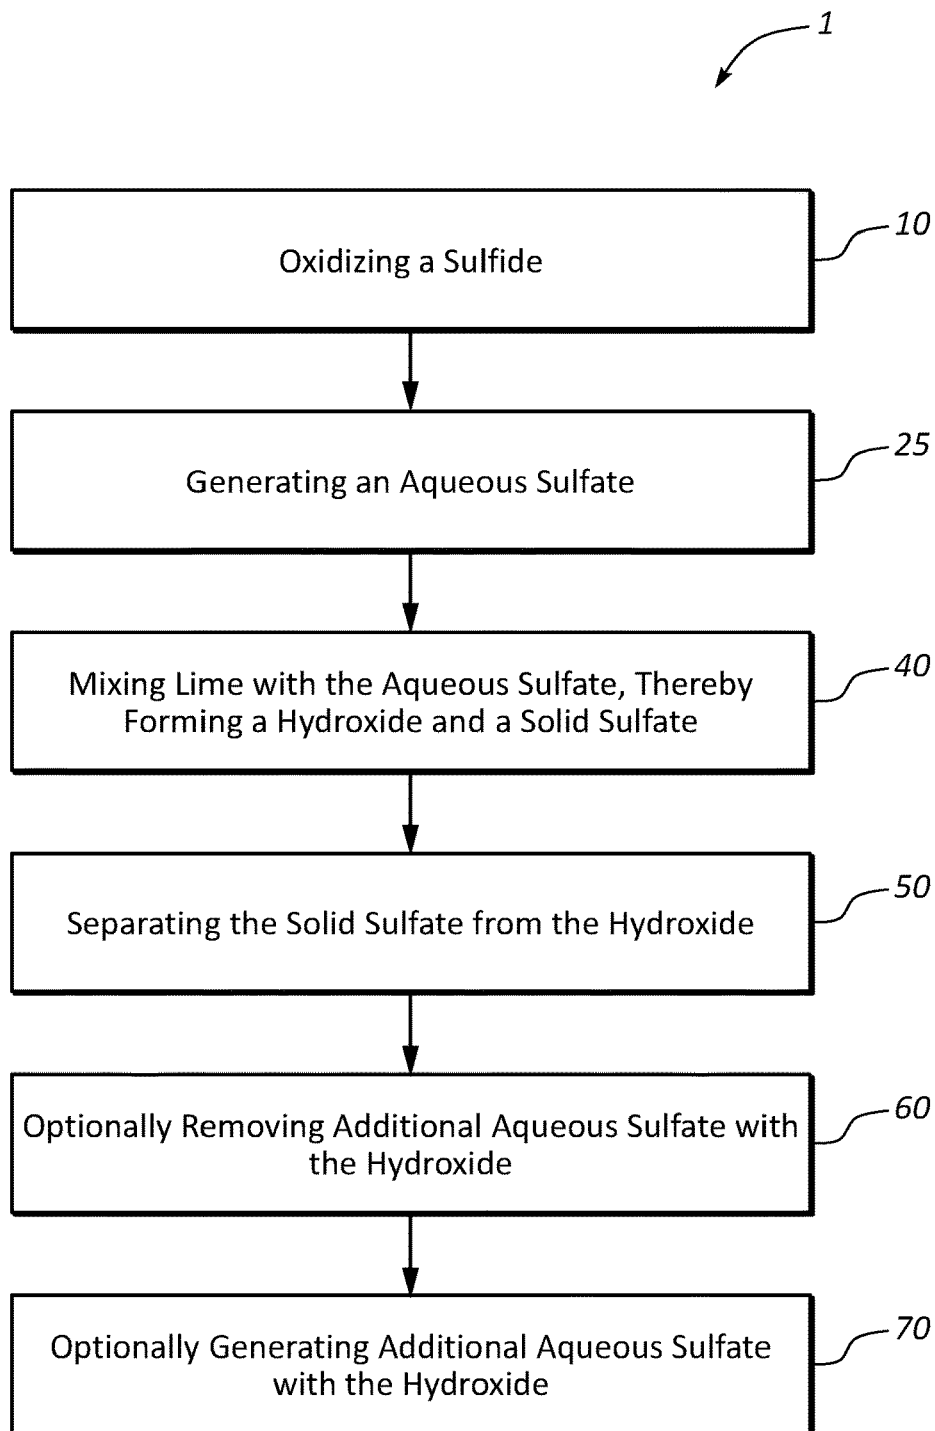 1
Oxidizing a Sulfide
10
Generating an Aqueous Sulfate
25
Mixing Lime with the Aqueous Sulfate, Thereby
Forming a Hydroxide and a Solid Sulfate
40
Separating the Solid Sulfate from the Hydroxide
50
Optionally Removing Additional Aqueous Sulfate with
the Hydroxide
60
Optionally Generating Additional Aqueous Sulfate
with the Hydroxide
70